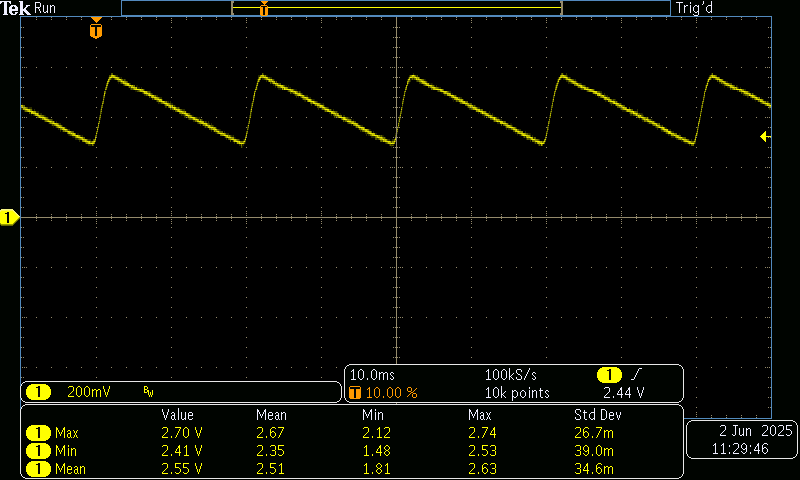 Tek Run Trig'd
T
T
1
1 200mV BW
10.0ms 100kS/s 1
T 10.00 % 10k points 2.44 V
Value Mean Min Max Std Dev
1 Max 2.70 V 2.67 2.12 2.74 26.7m
1 Min 2.41 V 2.35 1.48 2.53 39.0m
1 Mean 2.55 V 2.51 1.81 2.63 34.6m
2 Jun 2025
11:29:46